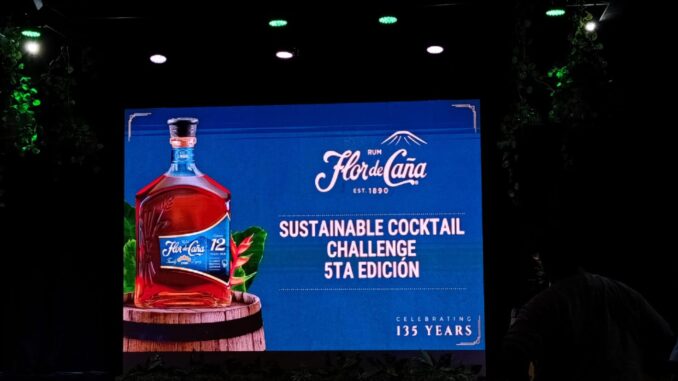 RUM
Flor de Caña
EST. 1890
SUSTAINABLE COCKTAIL
CHALLENGE
5TA EDICIÓN
Flor de Caña
12
CELEBRATING
135 YEARS